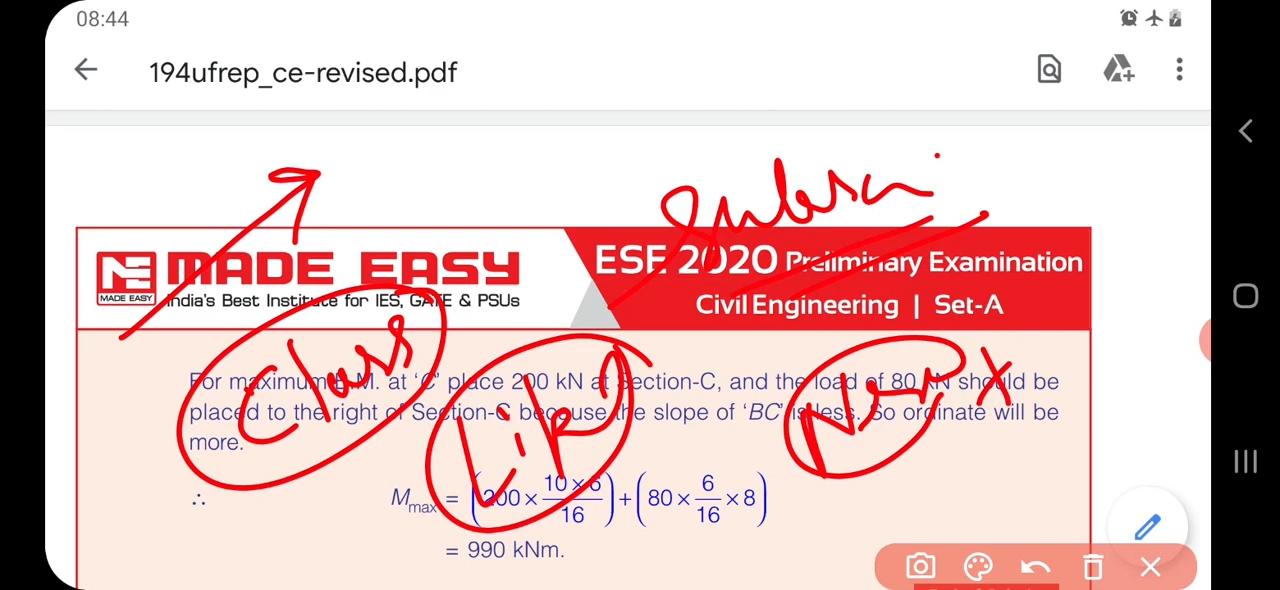 08:44
194ufrep_ce-revised.pdf
Subscri
MADE EASY
India's Best Institute for IES, GATE & PSUs
MADE EASY
ESE 2020 Preliminary Examination
Civil Engineering | Set-A
Class
Like
For maximum B.M. at 'C' place 200 kN at Section-C, and the load of 80 kN should be
placed to the right of Section-C because the slope of 'BC' is less. So ordinate will be
more.
∴ Mmax = (200 × 10 × 6 / 16) + (80 × 6/16 × 8)
= 990 kNm.